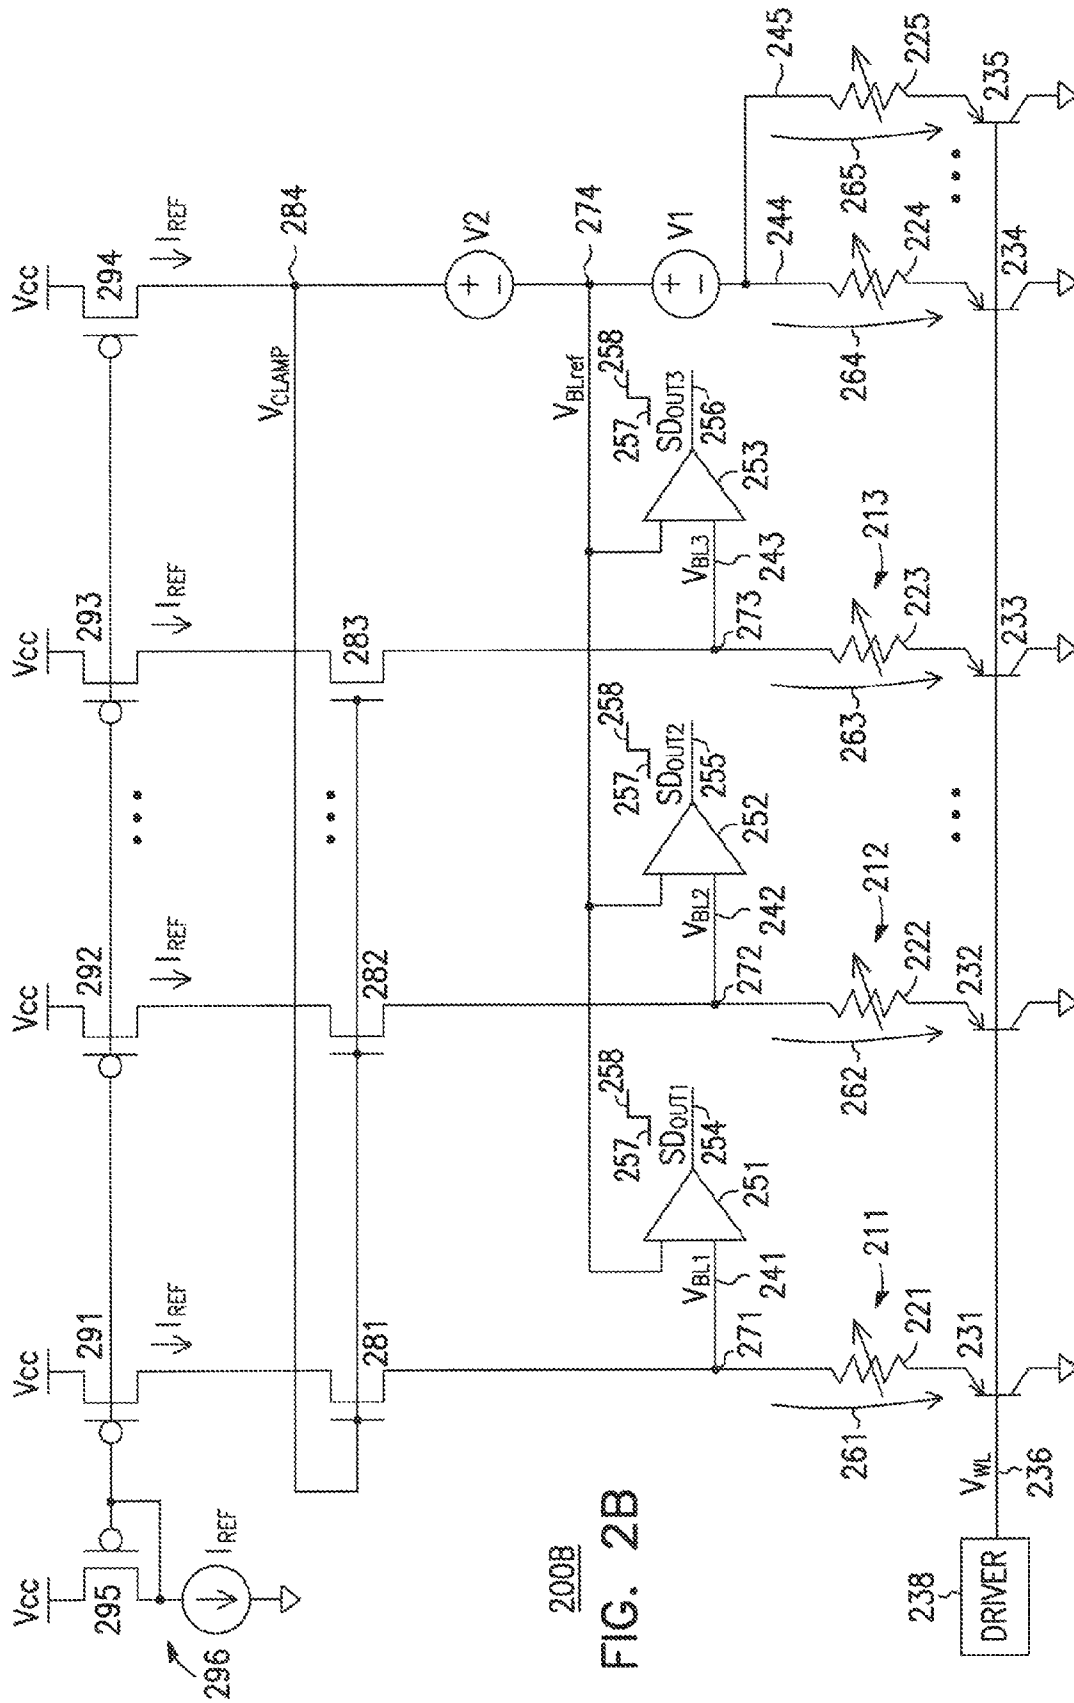 Vcc
Vcc
Vcc
Vcc
Vcc
295
291
292
293
294
296
IREF
IREF
IREF
IREF
IREF
VCLAMP
284
281
282
283
V2
VBLref
274
V1
257
258
257
258
257
258
SDOUT1
254
SDOUT2
255
SDOUT3
256
251
252
253
VBL1
241
VBL2
242
VBL3
243
271
272
273
244
245
261
262
263
264
265
211
212
213
221
222
223
224
225
231
232
233
234
235
VWL
236
238
DRIVER
200B
FIG. 2B